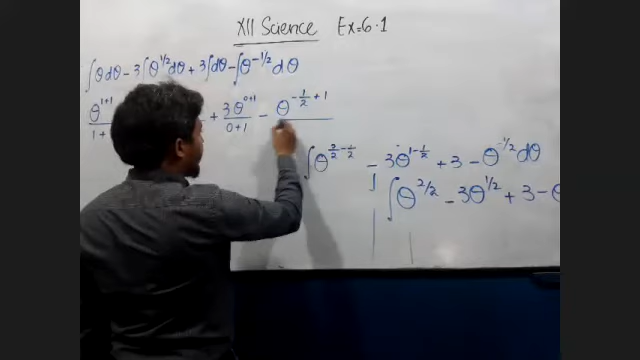 XII Science Ex=6.1
∫θdθ - 3∫θ^1/2 dθ + 3∫dθ - ∫θ^-1/2 dθ
θ^1+1 / 1+ + 3θ^0+1 / 0+1 - θ^-1/2+1
∫θ^3/2-1/2 - 3θ^1-1/2 + 3 - θ^-1/2 dθ
∫θ^2/2 - 3θ^1/2 + 3 - θ